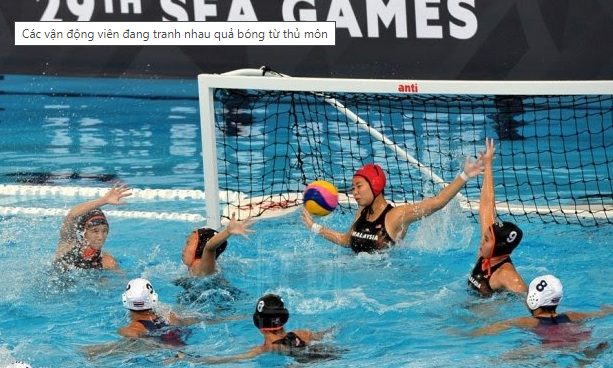 29TH SEA GAMES
Các vận động viên đang tranh nhau quả bóng từ thủ môn
anti
MALAYSIA
9
8